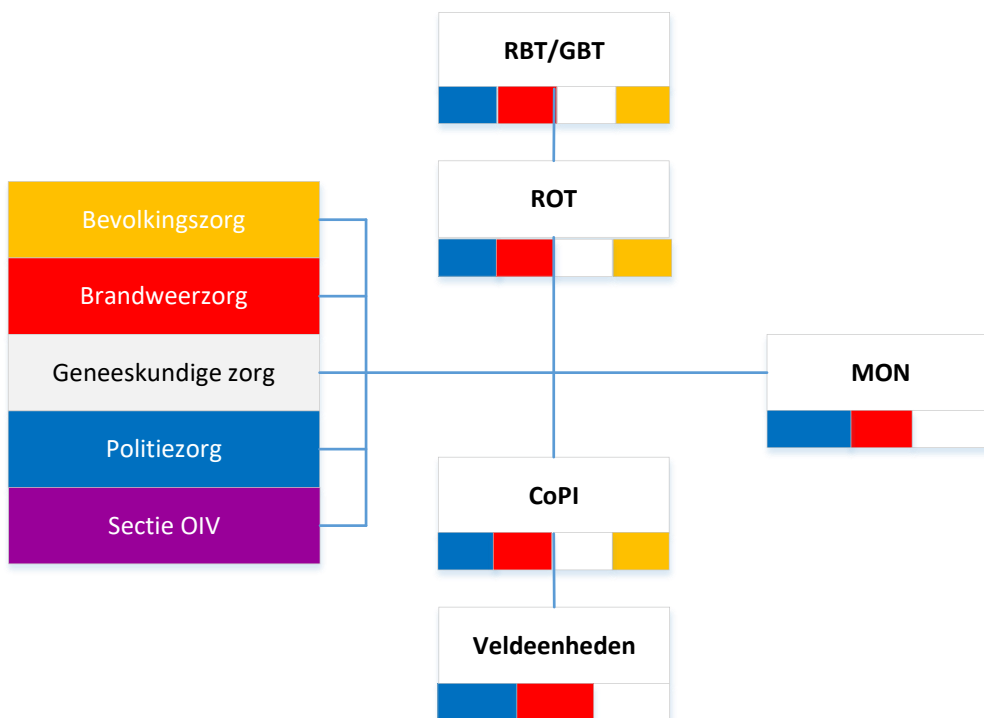 RBT/GBT
ROT
Bevolkingszorg
Brandweerzorg
Geneeskundige zorg
Politiezorg
Sectie OIV
MON
CoPI
Veldeenheden